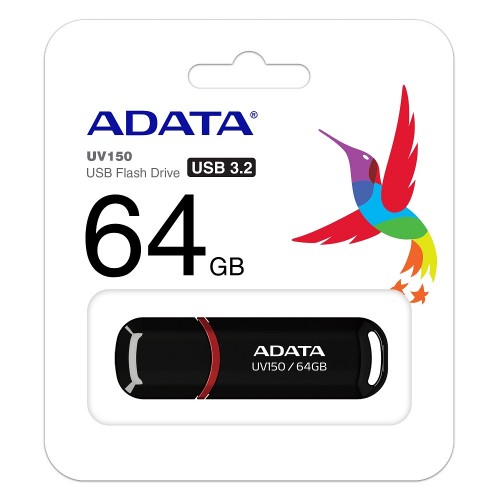 ADATA®
UV150
USB Flash Drive USB 3.2
64GB
ADATA
UV150 / 64GB